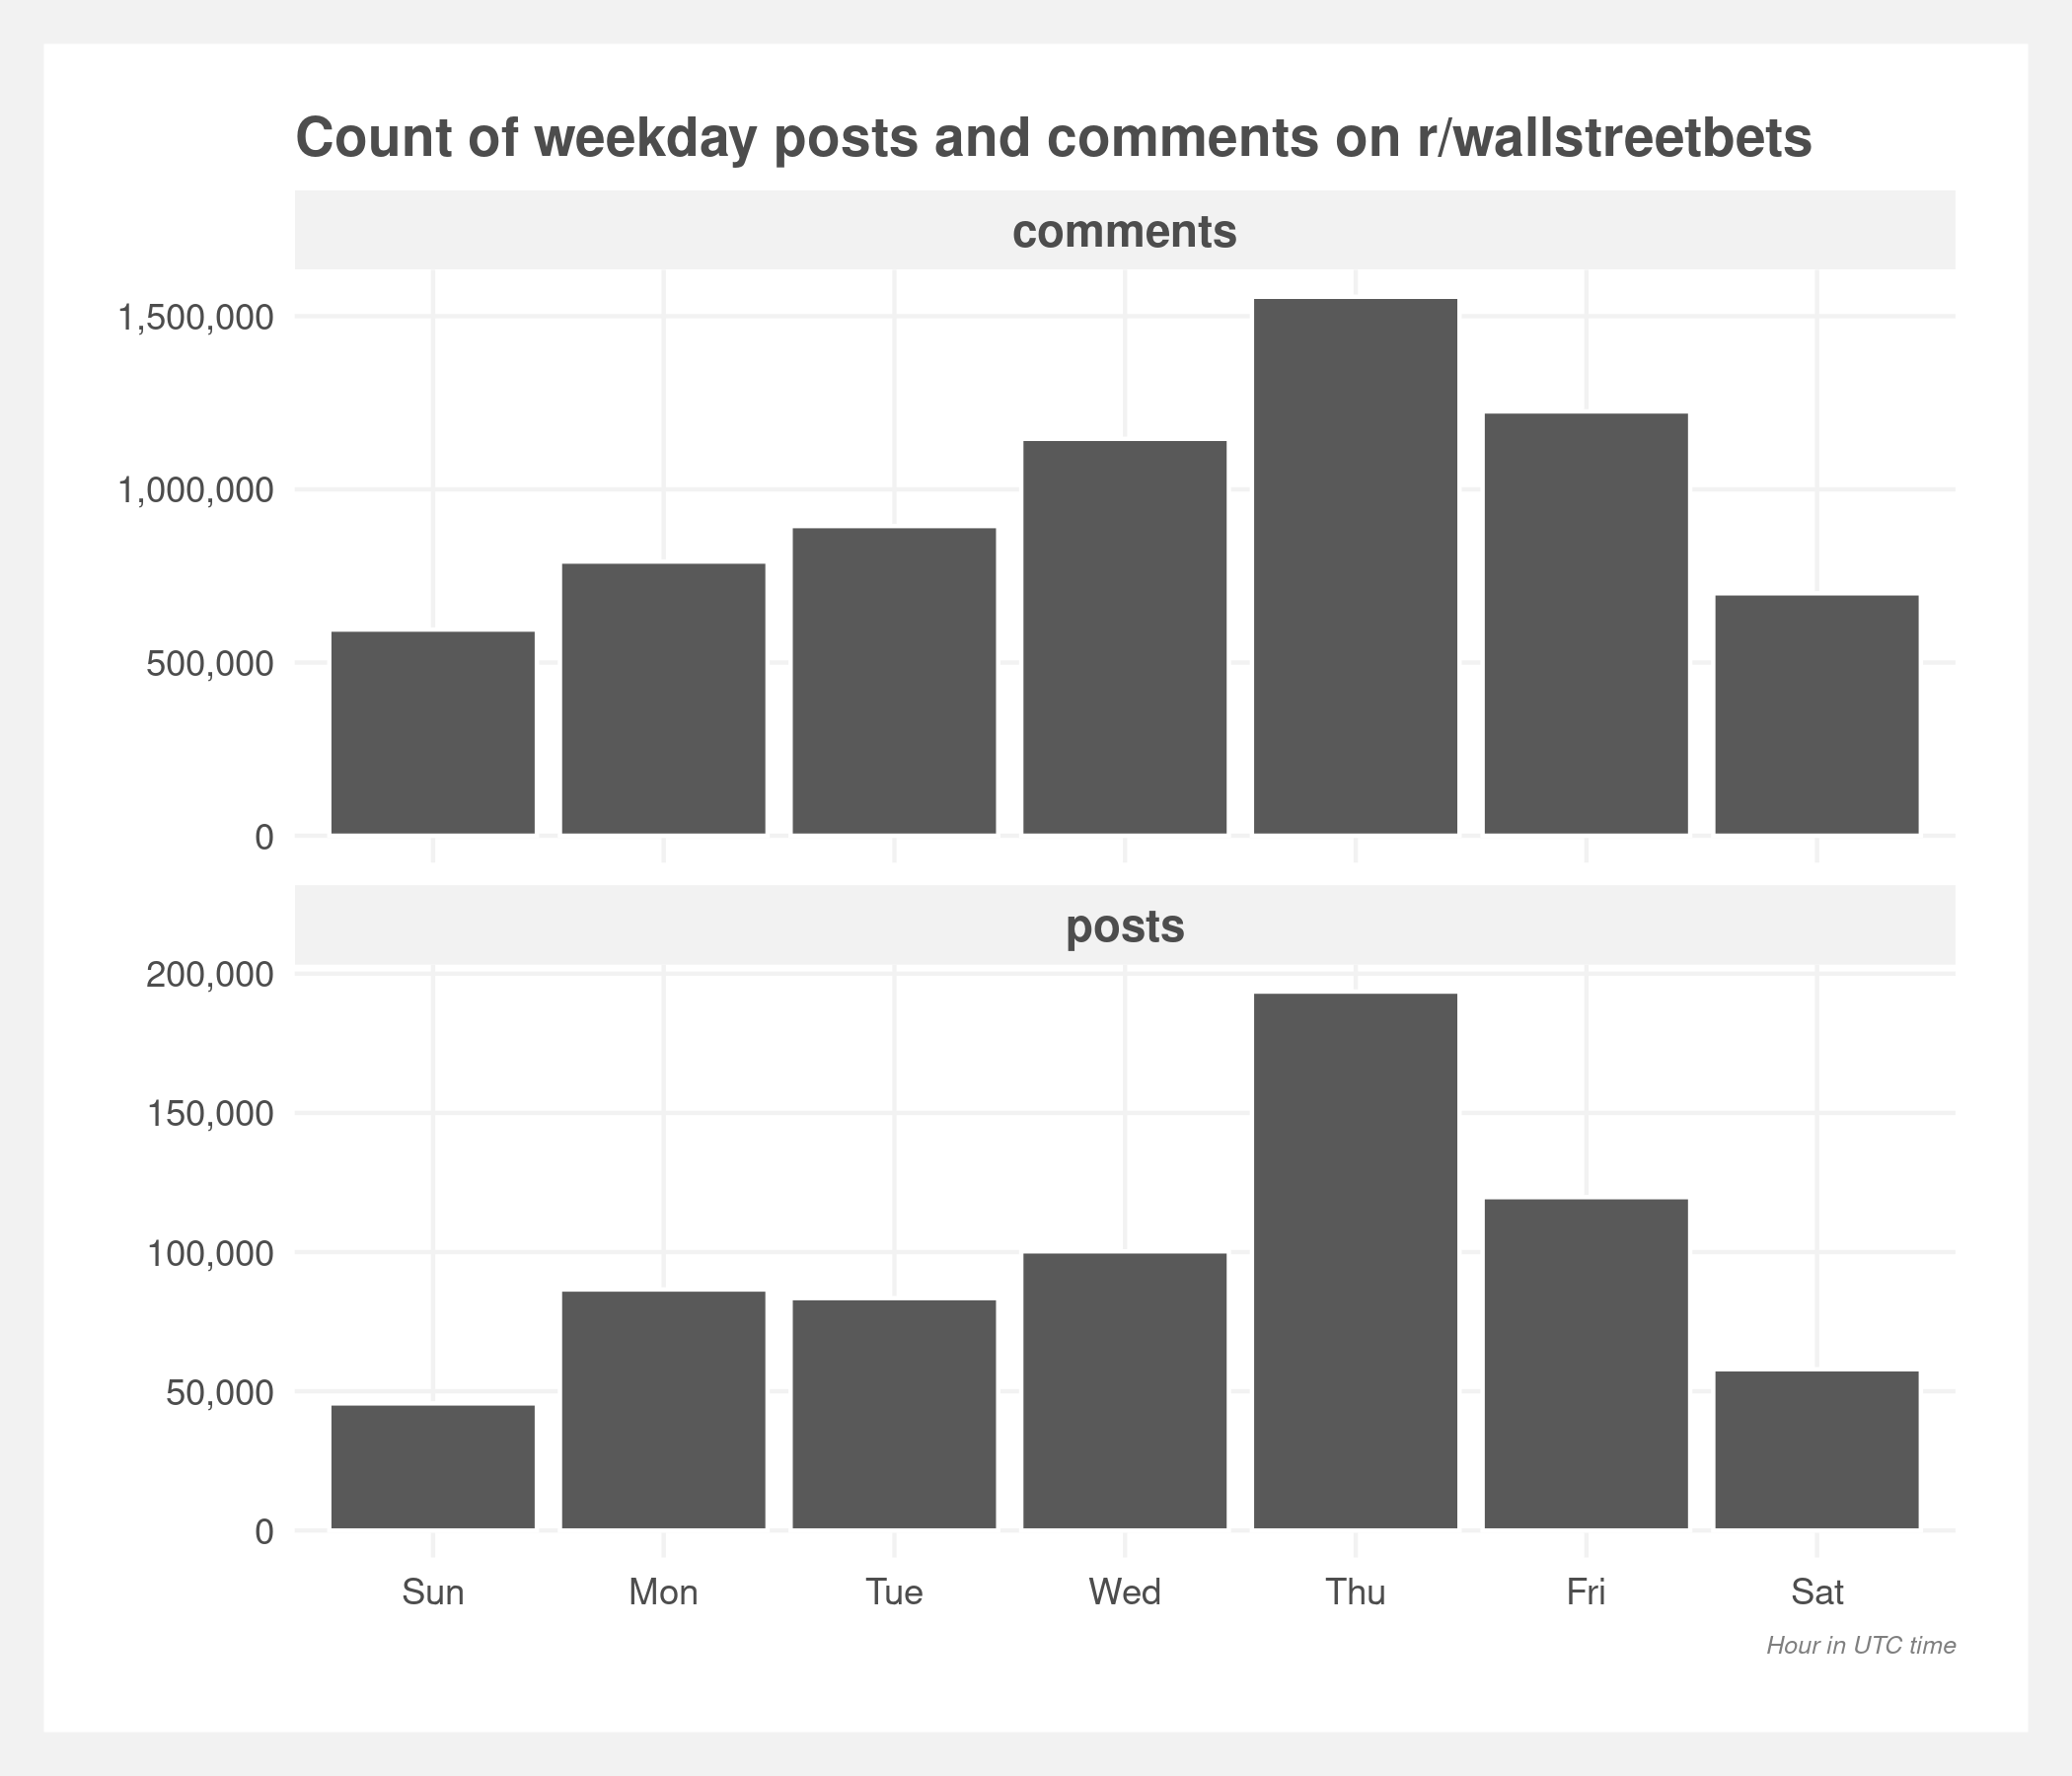 Count of weekday posts and comments on r/wallstreetbets
comments
1,500,000
1,000,000
500,000
0
posts
200,000
150,000
100,000
50,000
0
Sun Mon Tue Wed Thu Fri Sat
Hour in UTC time